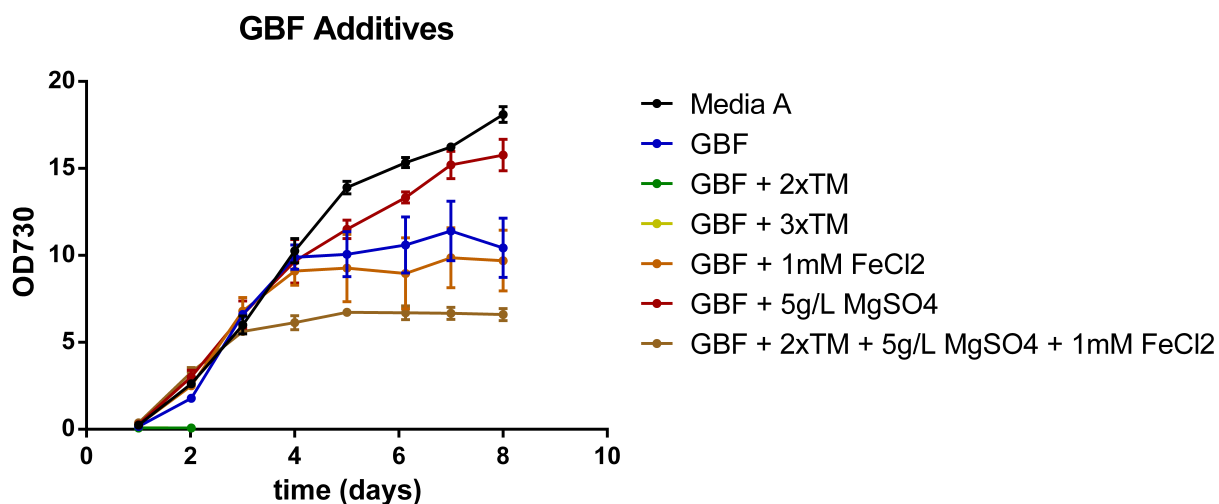 GBF Additives
20
15
10
5
0
OD730
0 2 4 6 8 10
time (days)
Media A
GBF
GBF + 2xTM
GBF + 3xTM
GBF + 1mM FeCl2
GBF + 5g/L MgSO4
GBF + 2xTM + 5g/L MgSO4 + 1mM FeCl2